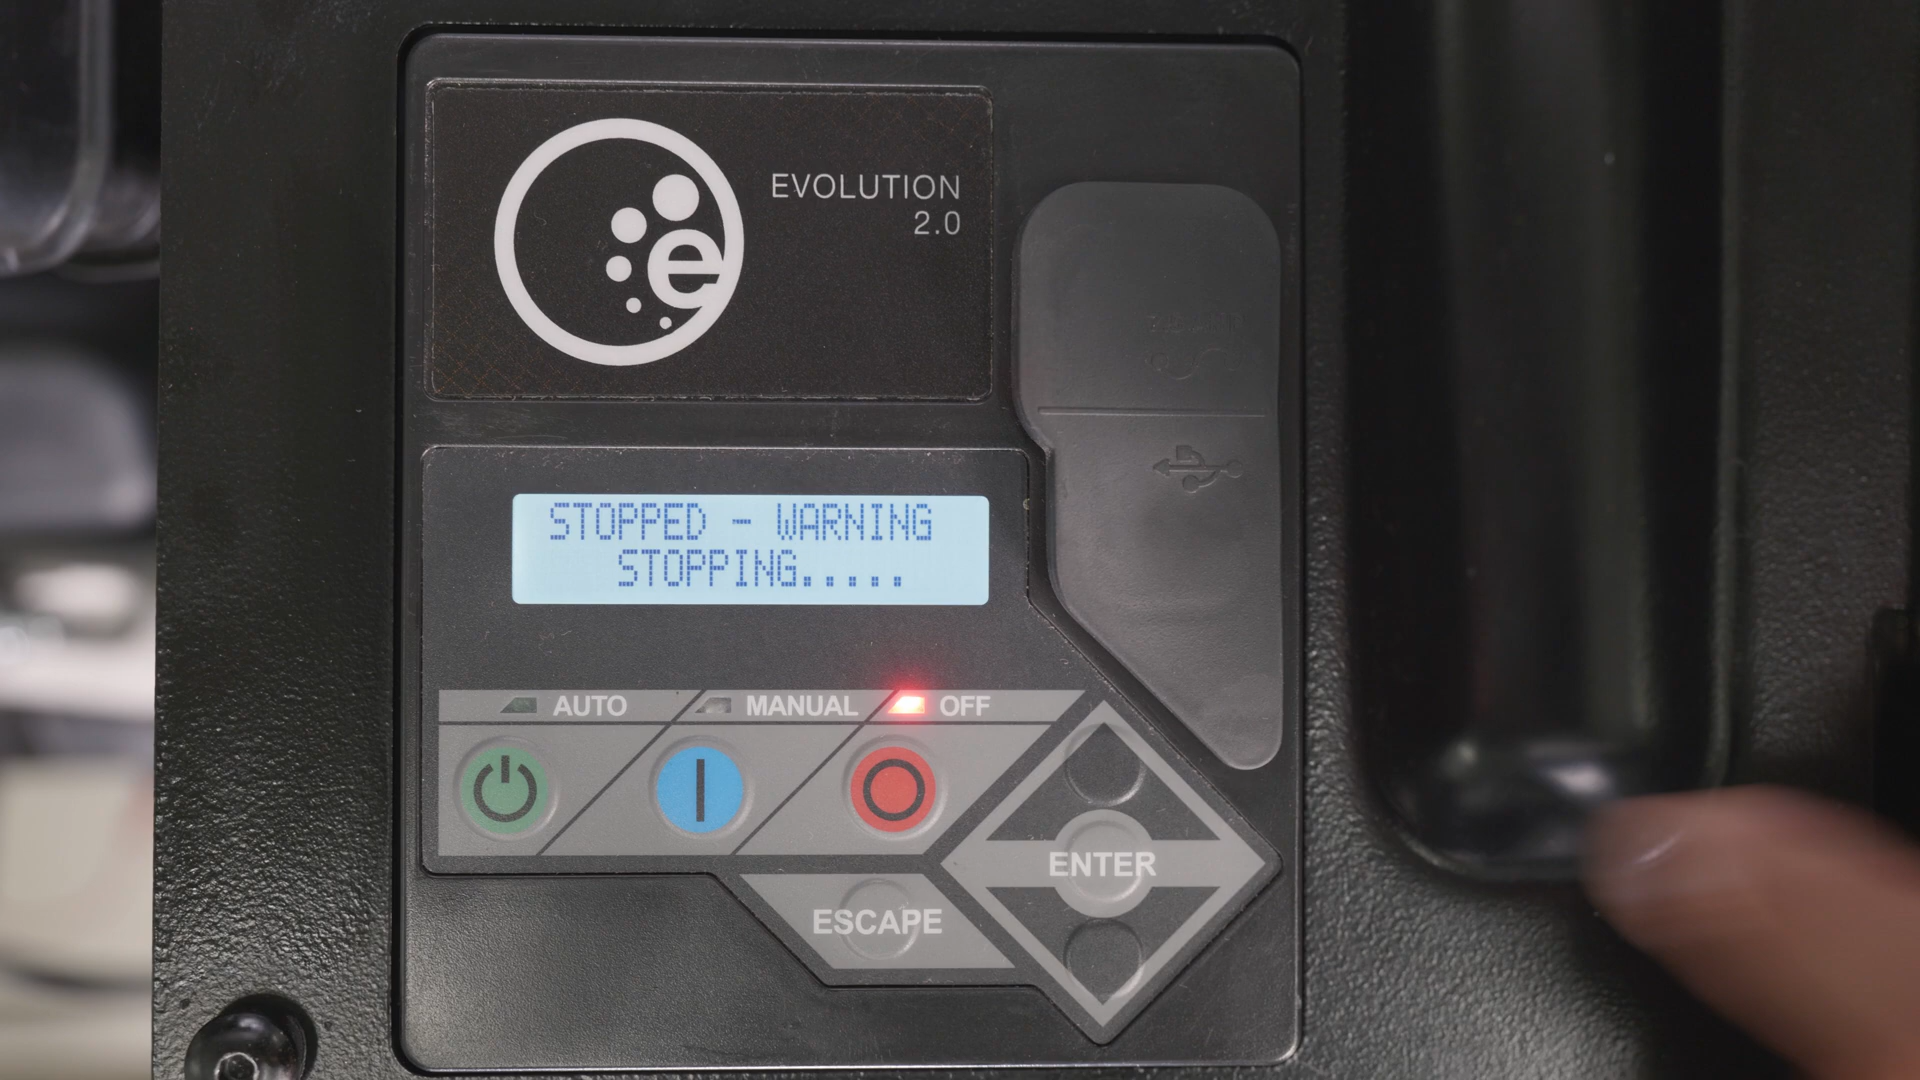 EVOLUTION
2.0
e
STOPPED - WARNING
STOPPING.....
AUTO
MANUAL
OFF
ENTER
ESCAPE